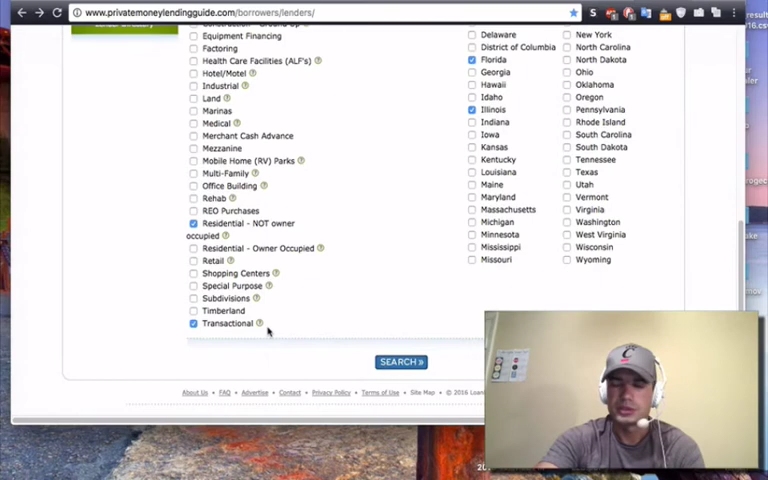 www.privatemoneylendingguide.com/borrowers/lenders/
Equipment Financing
Factoring
Health Care Facilities (ALF's)
Hotel/Motel
Industrial
Land
Marinas
Medical
Merchant Cash Advance
Mezzanine
Mobile Home (RV) Parks
Multi-Family
Office Building
Rehab
REO Purchases
Residential - NOT owner
occupied
Residential - Owner Occupied
Retail
Shopping Centers
Special Purpose
Subdivisions
Timberland
Transactional
Delaware
District of Columbia
Florida
Georgia
Hawaii
Idaho
Illinois
Indiana
Iowa
Kansas
Kentucky
Louisiana
Maine
Maryland
Massachusetts
Michigan
Minnesota
Mississippi
Missouri
New York
North Carolina
North Dakota
Ohio
Oklahoma
Oregon
Pennsylvania
Rhode Island
South Carolina
South Dakota
Tennessee
Texas
Utah
Vermont
Virginia
Washington
West Virginia
Wisconsin
Wyoming
SEARCH »
About Us • FAQ • Advertise • Contact • Privacy Policy • Terms of Use • Site Map • © 2016